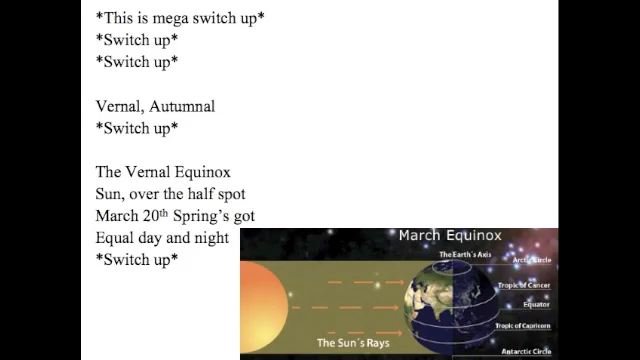 *This is mega switch up*
*Switch up*
*Switch up*
Vernal, Autumnal
*Switch up*
The Vernal Equinox
Sun, over the half spot
March 20th Spring's got
Equal day and night
*Switch up*
March Equinox
The Earth's Axis
Arctic Circle
Tropic of Cancer
Equator
Tropic of Capricorn
The Sun's Rays
Antarctic Circle